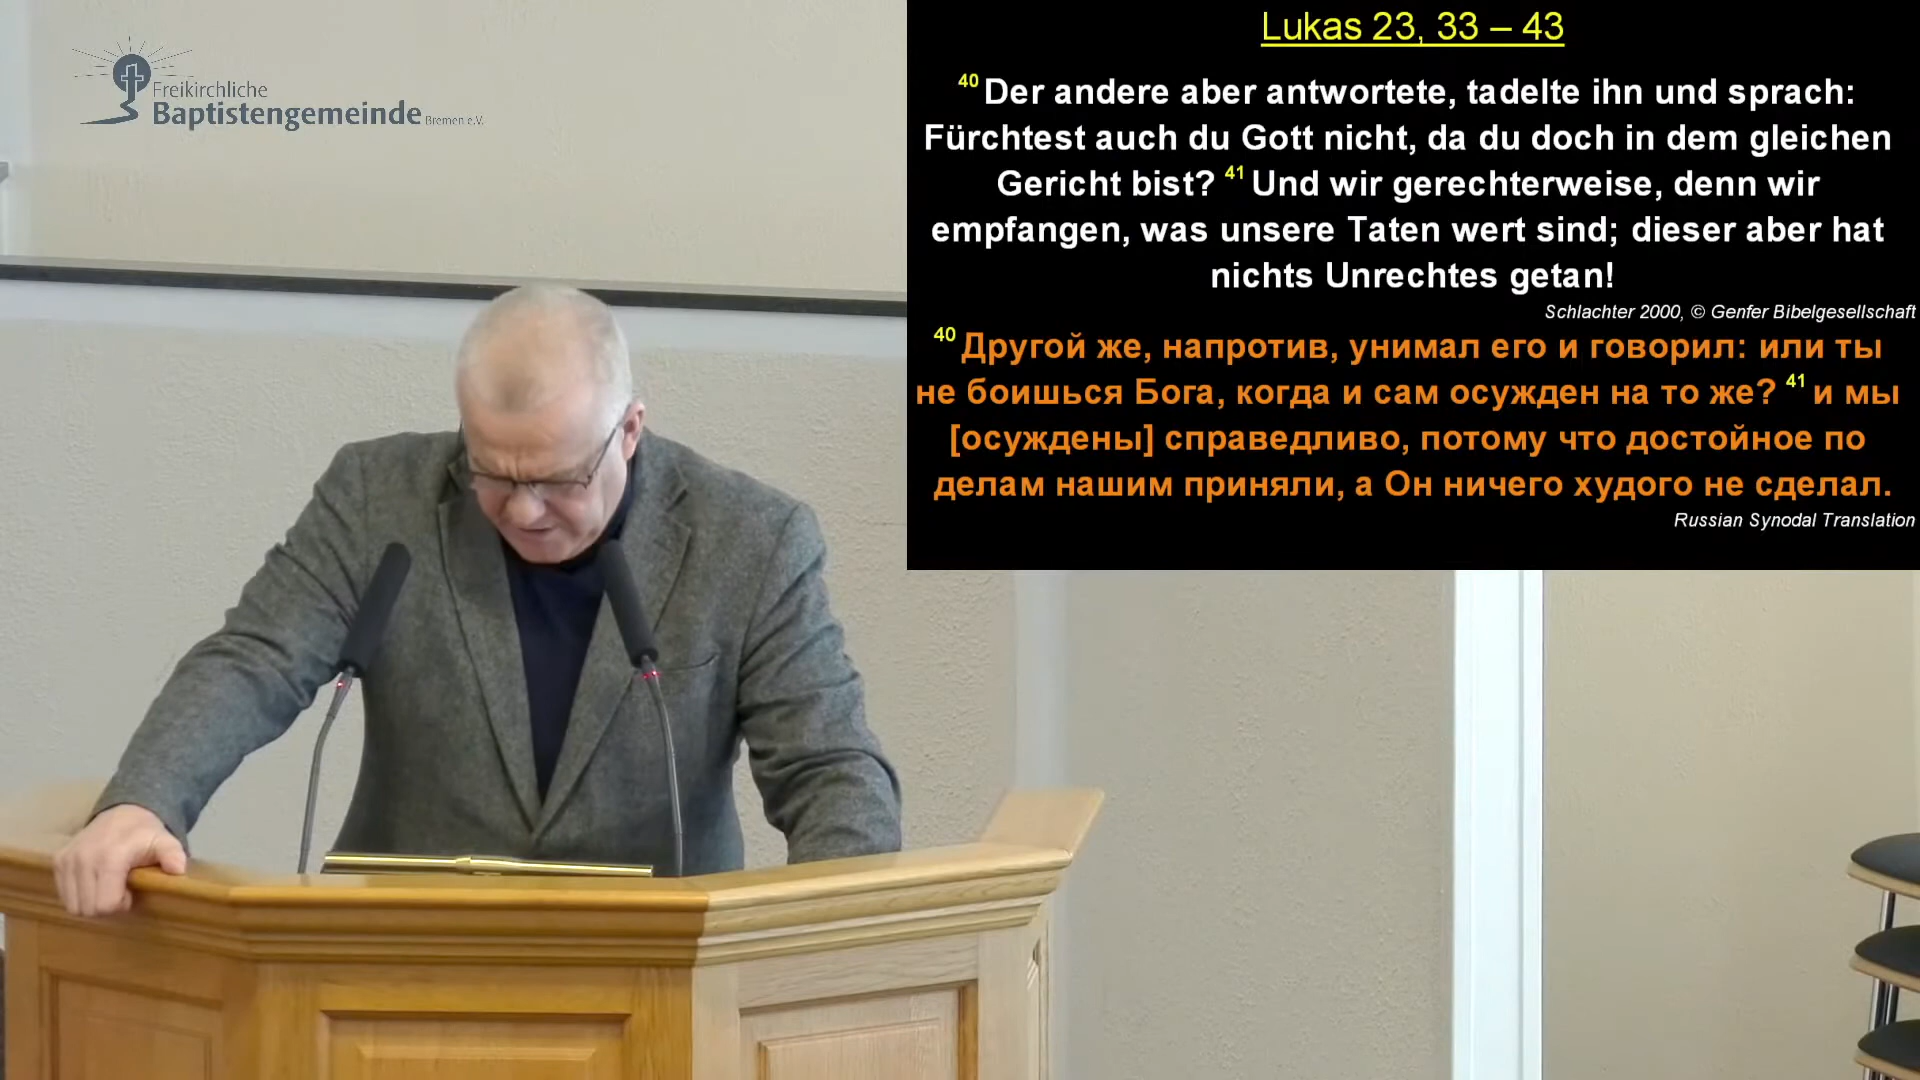 Freikirchliche
Baptistengemeinde Bremen e.V.
Lukas 23, 33 – 43
40 Der andere aber antwortete, tadelte ihn und sprach:
Fürchtest auch du Gott nicht, da du doch in dem gleichen
Gericht bist? 41 Und wir gerechterweise, denn wir
empfangen, was unsere Taten wert sind; dieser aber hat
nichts Unrechtes getan!
Schlachter 2000, © Genfer Bibelgesellschaft
40 Другой же, напротив, унимал его и говорил: или ты
не боишься Бога, когда и сам осужден на то же? 41 и мы
[осуждены] справедливо, потому что достойное по
делам нашим приняли, а Он ничего худого не сделал.
Russian Synodal Translation